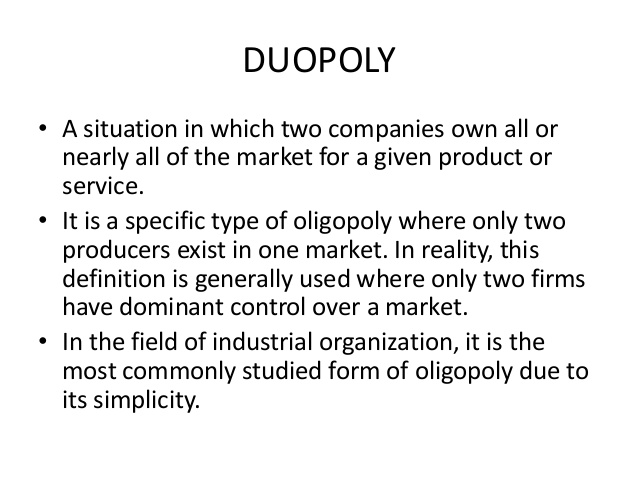 DUOPOLY
• A situation in which two companies own all or
nearly all of the market for a given product or
service.
• It is a specific type of oligopoly where only two
producers exist in one market. In reality, this
definition is generally used where only two firms
have dominant control over a market.
• In the field of industrial organization, it is the
most commonly studied form of oligopoly due to
its simplicity.